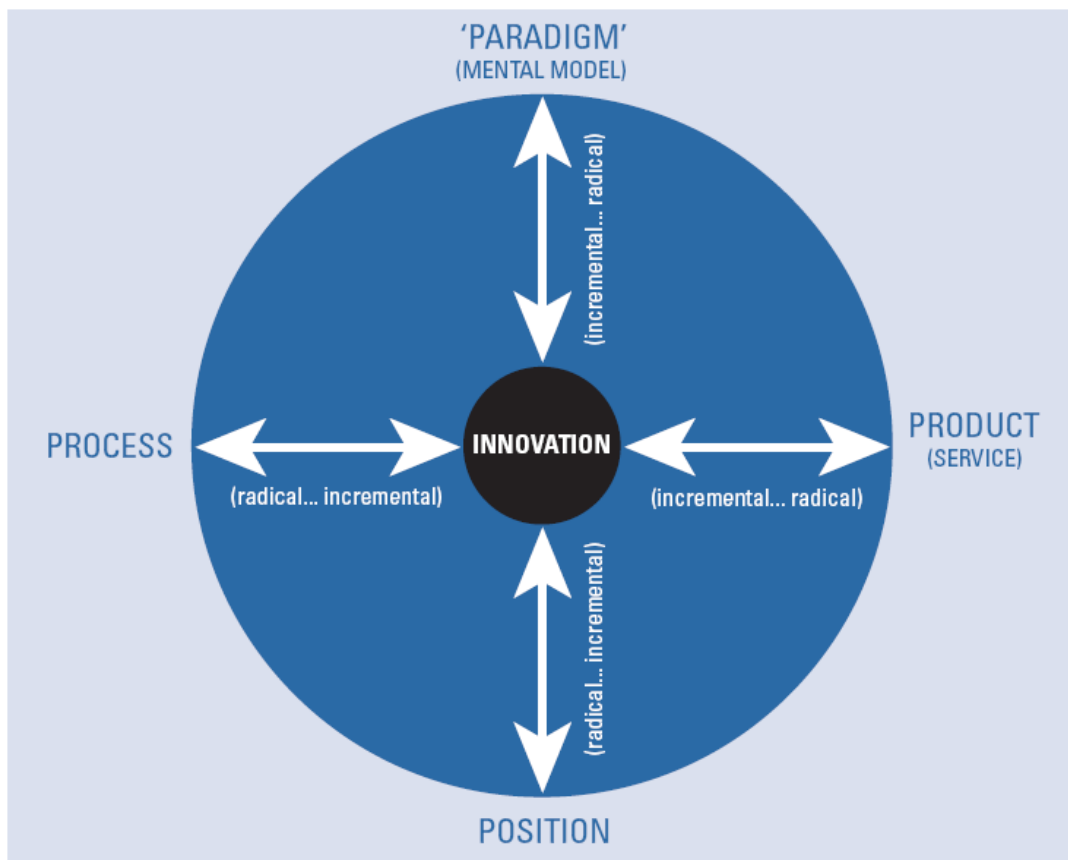 'PARADIGM'
(MENTAL MODEL)
(incremental... radical)
PROCESS
INNOVATION
PRODUCT
(SERVICE)
(radical... incremental)
(incremental... radical)
(radical... incremental)
POSITION